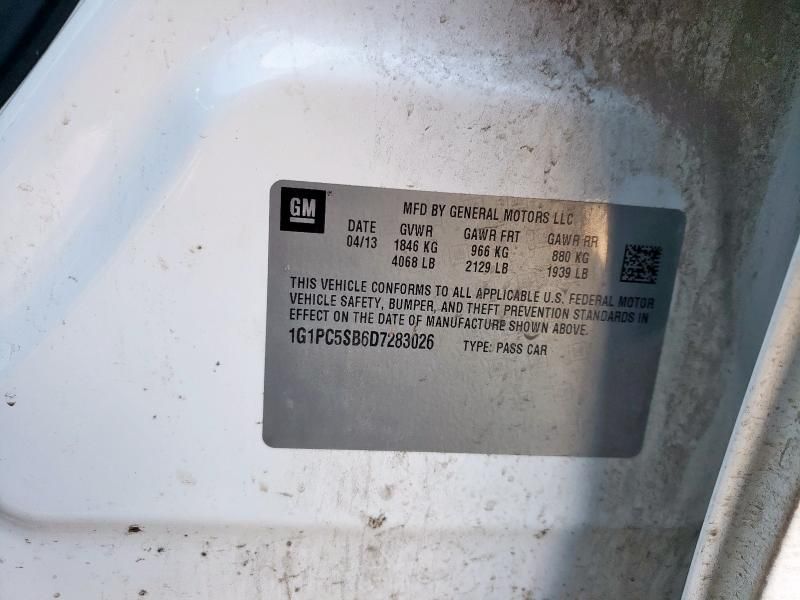 GM
MFD BY GENERAL MOTORS LLC
DATE GVWR GAWR FRT GAWR RR
04/13 1846 KG 966 KG 880 KG
4068 LB 2129 LB 1939 LB
THIS VEHICLE CONFORMS TO ALL APPLICABLE U.S. FEDERAL MOTOR
VEHICLE SAFETY, BUMPER, AND THEFT PREVENTION STANDARDS IN
EFFECT ON THE DATE OF MANUFACTURE SHOWN ABOVE.
1G1PC5SB6D7283026 TYPE: PASS CAR